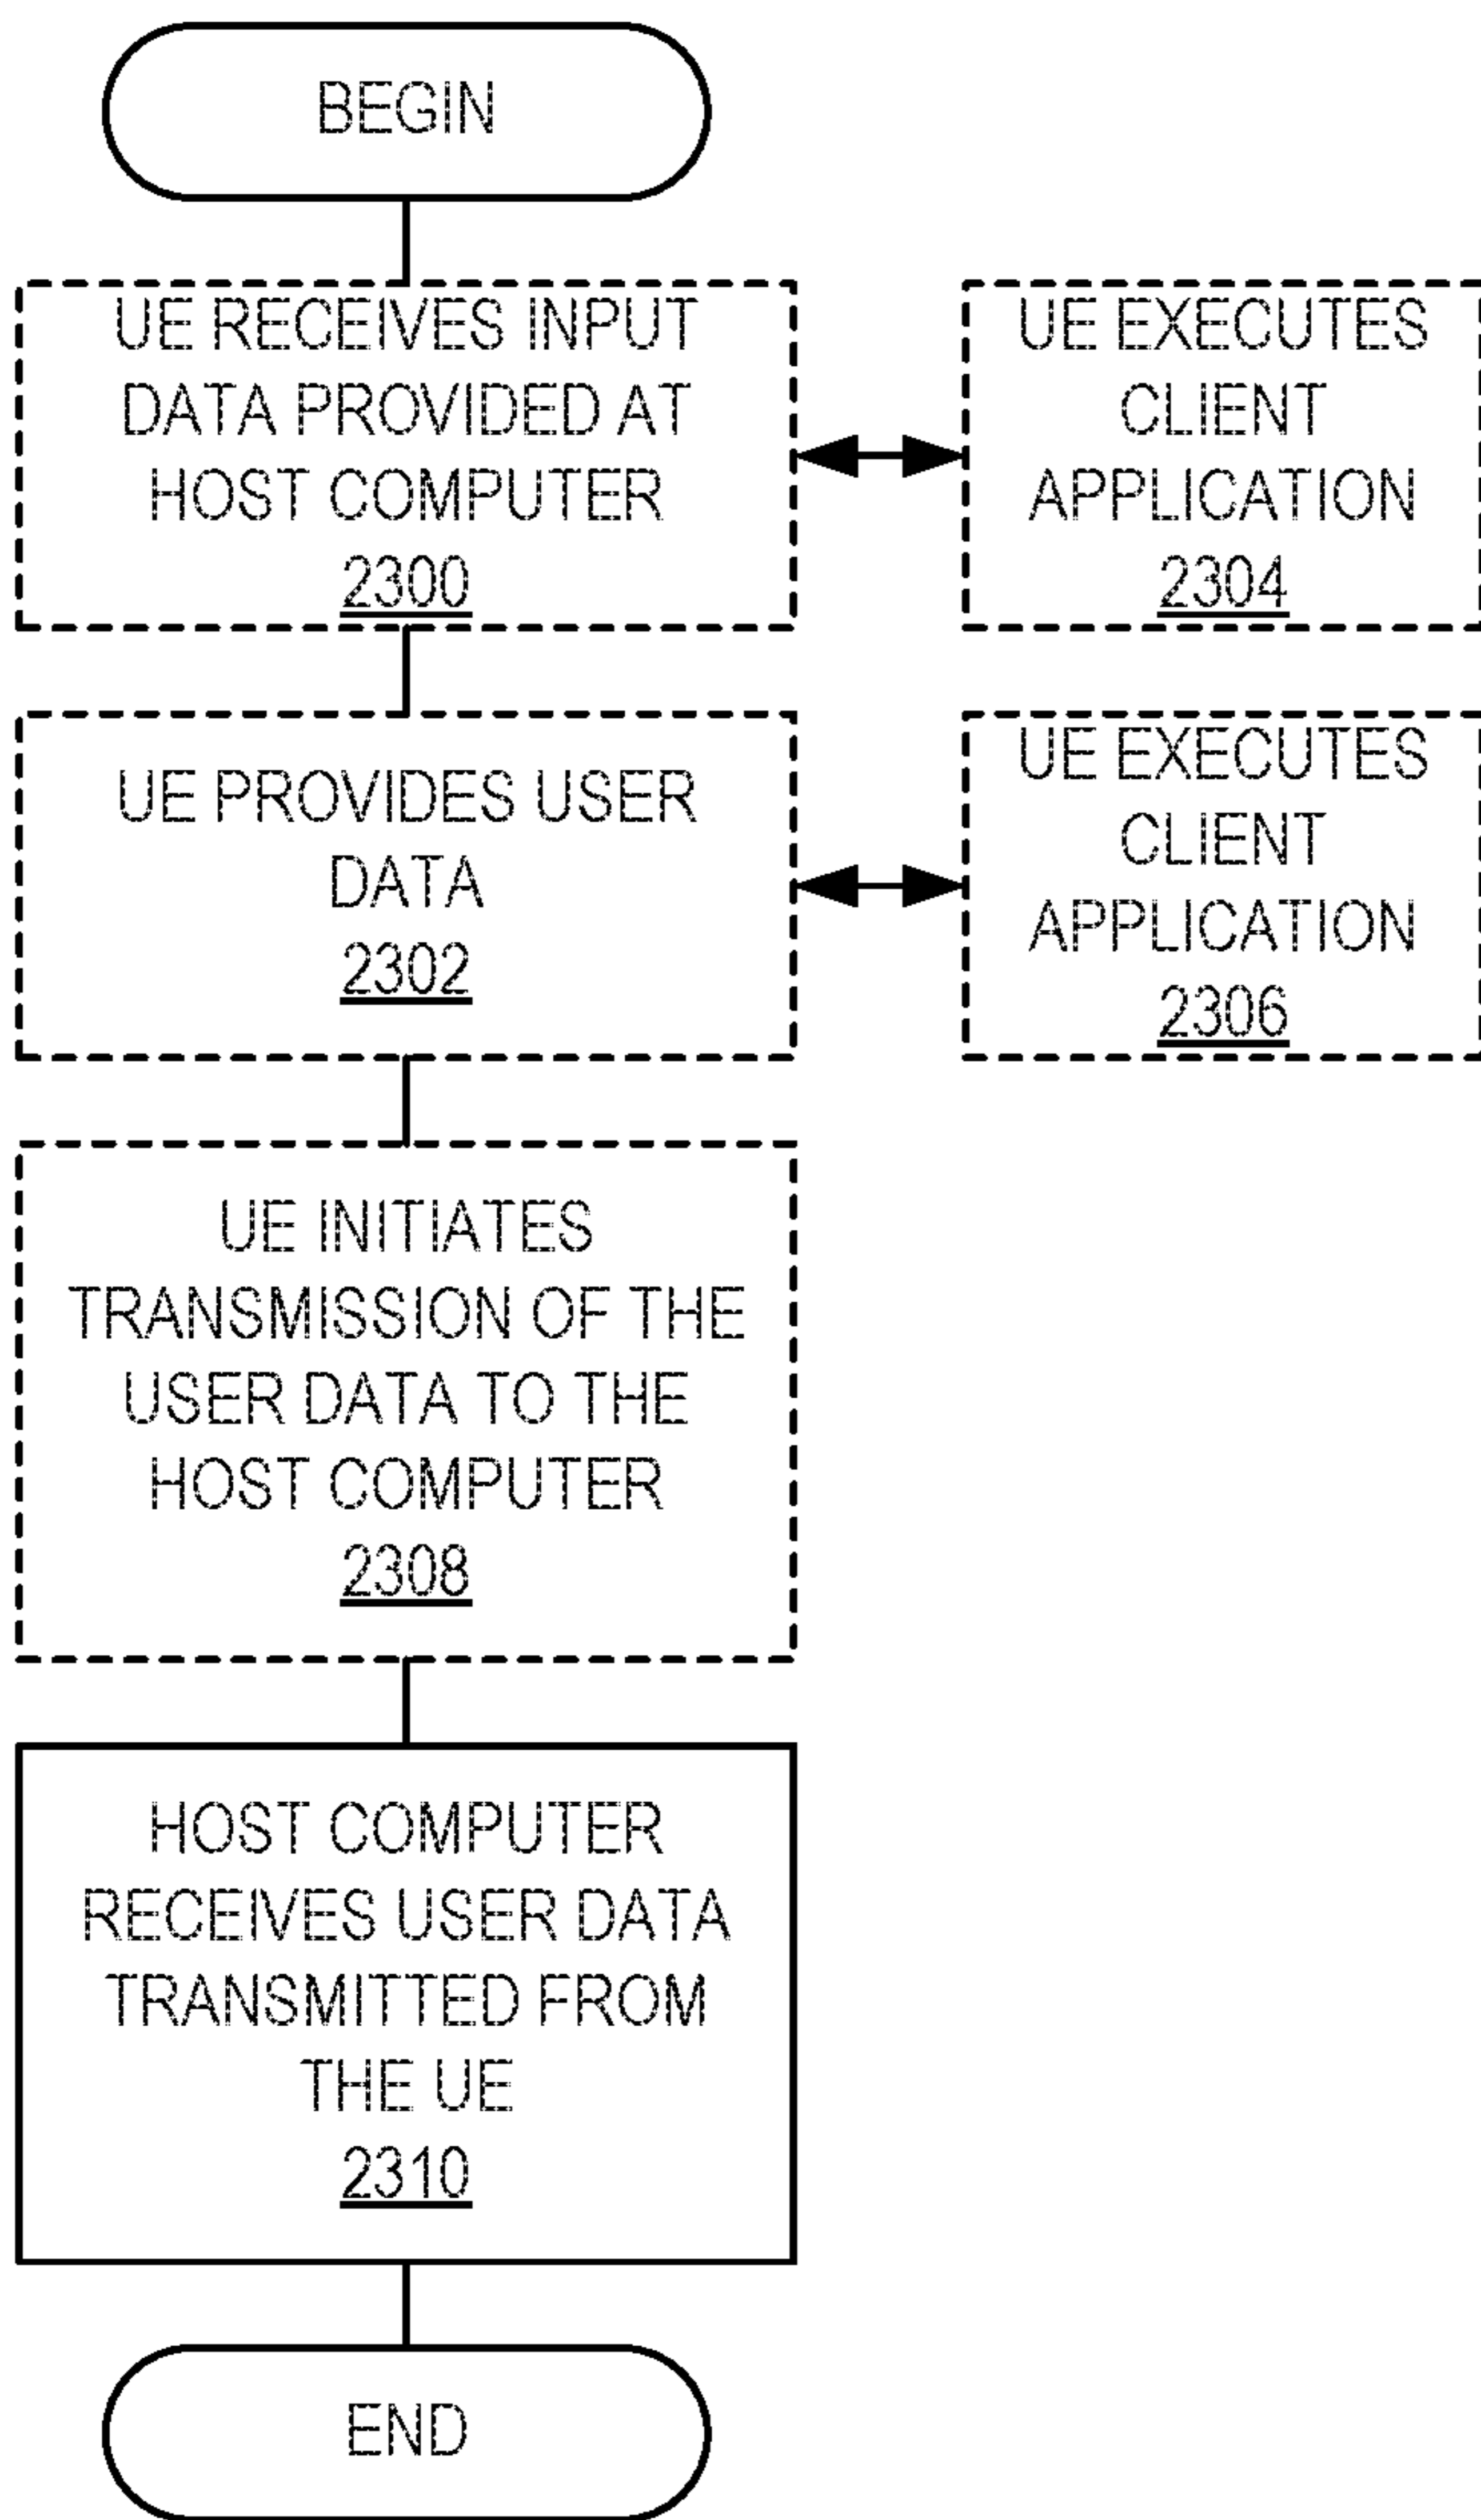 BEGIN
UE RECEIVES INPUT
DATA PROVIDED AT
HOST COMPUTER
2300
UE EXECUTES
CLIENT
APPLICATION
2304
UE PROVIDES USER
DATA
2302
UE EXECUTES
CLIENT
APPLICATION
2306
UE INITIATES
TRANSMISSION OF THE
USER DATA TO THE
HOST COMPUTER
2308
HOST COMPUTER
RECEIVES USER DATA
TRANSMITTED FROM
THE UE
2310
END